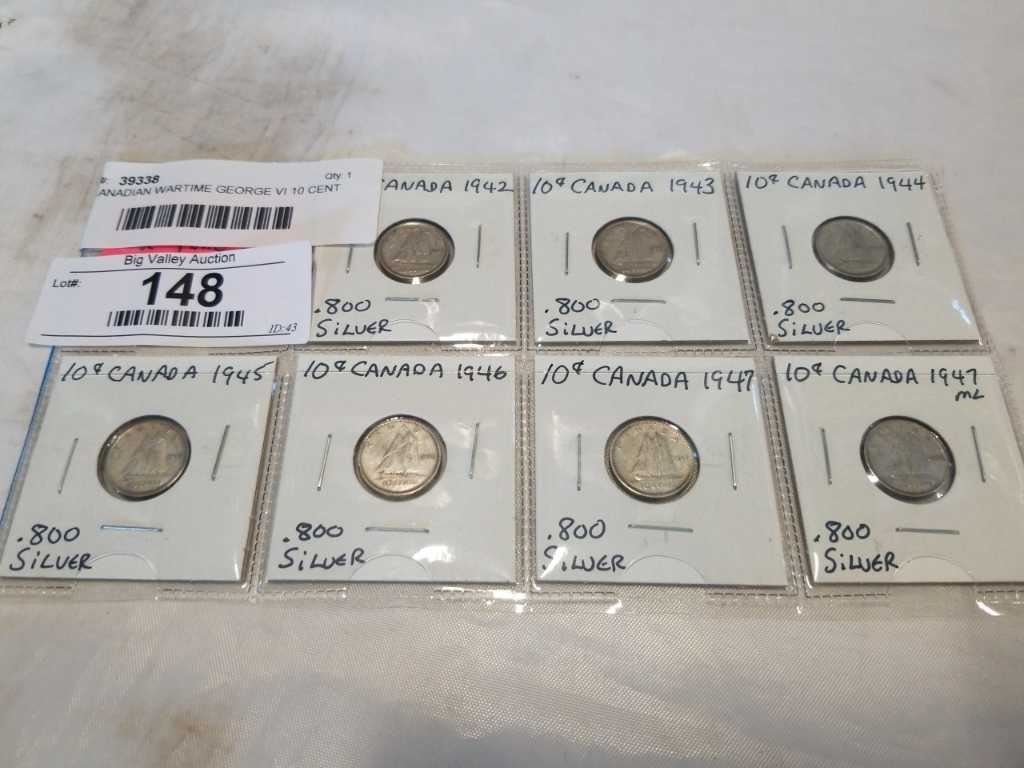 #: 39338 Qty: 1
ANADIAN WARTIME GEORGE VI 10 CENT
Big Valley Auction
Lot#: 148
ID:43
ANADA 1942
.800
SILVER
10¢ CANADA 1943
.800
SILVER
10¢ CANADA 1944
.800
SILVER
10¢ CANADA 1945
.800
SILVER
10¢ CANADA 1946
.800
SILVER
10¢ CANADA 1947
.800
SILVER
10¢ CANADA 1947
ML
.800
SILVER